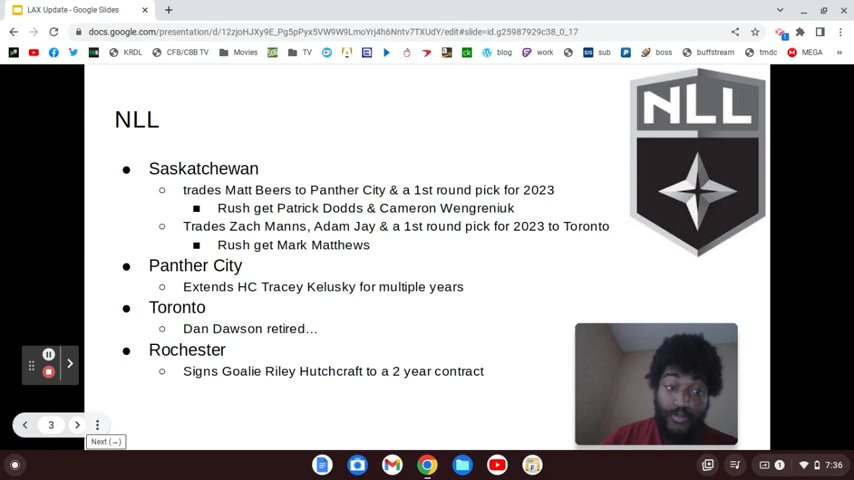 LAX Update - Google Slides
docs.google.com/presentation/d/12zjoHJXy9E_Pg5pPyx5VW9W9LmoYrj4h6Nntv7TXUdY/edit#slide=id.g25987929c38_0_17
KRDL CFB/CBB TV Movies TV blog work sub boss buffstream tmdc MEGA »
NLL
NLL
● Saskatchewan
○ trades Matt Beers to Panther City & a 1st round pick for 2023
■ Rush get Patrick Dodds & Cameron Wengreniuk
○ Trades Zach Manns, Adam Jay & a 1st round pick for 2023 to Toronto
■ Rush get Mark Matthews
● Panther City
○ Extends HC Tracey Kelusky for multiple years
● Toronto
○ Dan Dawson retired...
● Rochester
○ Signs Goalie Riley Hutchcraft to a 2 year contract
3
Next (→)
1 7:36